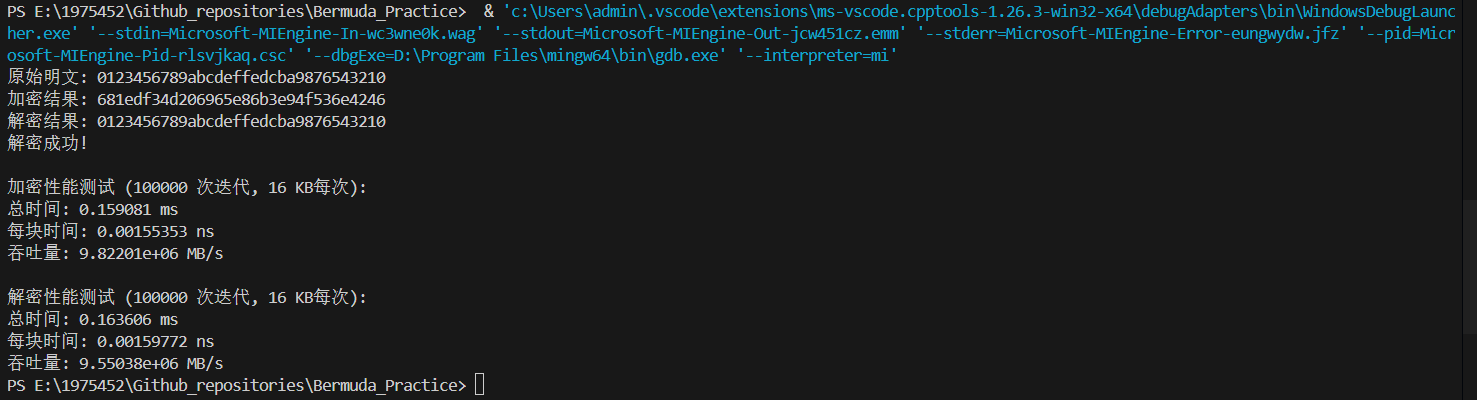 PS E:\1975452\Github_repositories\Bermuda_Practice>  & 'c:\Users\admin\.vscode\extensions\ms-vscode.cpptools-1.26.3-win32-x64\debugAdapters\bin\WindowsDebugLaunc
her.exe' '--stdin=Microsoft-MIEngine-In-wc3wne0k.wag' '--stdout=Microsoft-MIEngine-Out-jcw451cz.emm' '--stderr=Microsoft-MIEngine-Error-eungwydw.jfz' '--pid=Micr
osoft-MIEngine-Pid-rlsvjkaq.csc' '--dbgExe=D:\Program Files\mingw64\bin\gdb.exe' '--interpreter=mi'
原始明文: 0123456789abcdeffedcba9876543210
加密结果: 681edf34d206965e86b3e94f536e4246
解密结果: 0123456789abcdeffedcba9876543210
解密成功!
加密性能测试 (100000 次迭代, 16 KB每次):
总时间: 0.159081 ms
每块时间: 0.00155353 ns
吞吐量: 9.82201e+06 MB/s
解密性能测试 (100000 次迭代, 16 KB每次):
总时间: 0.163606 ms
每块时间: 0.00159772 ns
吞吐量: 9.55038e+06 MB/s
PS E:\1975452\Github_repositories\Bermuda_Practice>